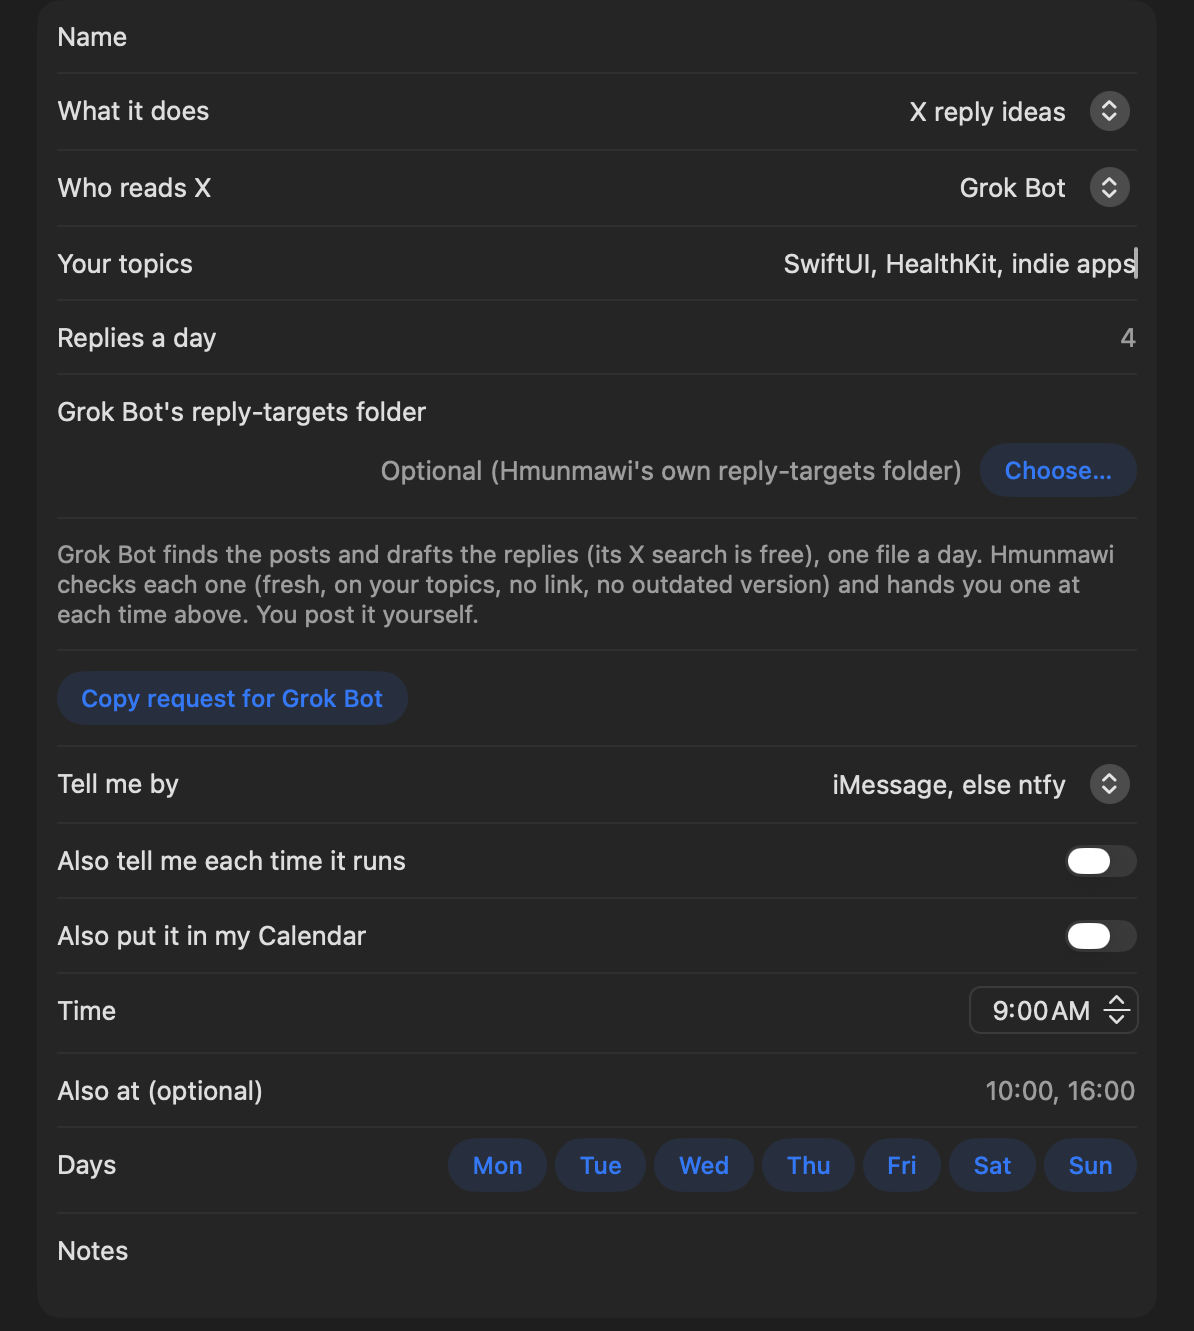 Name
What it does X reply ideas
Who reads X Grok Bot
Your topics SwiftUI, HealthKit, indie apps
Replies a day 4
Grok Bot's reply-targets folder
Optional (Hmunmawi's own reply-targets folder) Choose...
Grok Bot finds the posts and drafts the replies (its X search is free), one file a day. Hmunmawi
checks each one (fresh, on your topics, no link, no outdated version) and hands you one at
each time above. You post it yourself.
Copy request for Grok Bot
Tell me by iMessage, else ntfy
Also tell me each time it runs
Also put it in my Calendar
Time 9:00 AM
Also at (optional) 10:00, 16:00
Days Mon Tue Wed Thu Fri Sat Sun
Notes